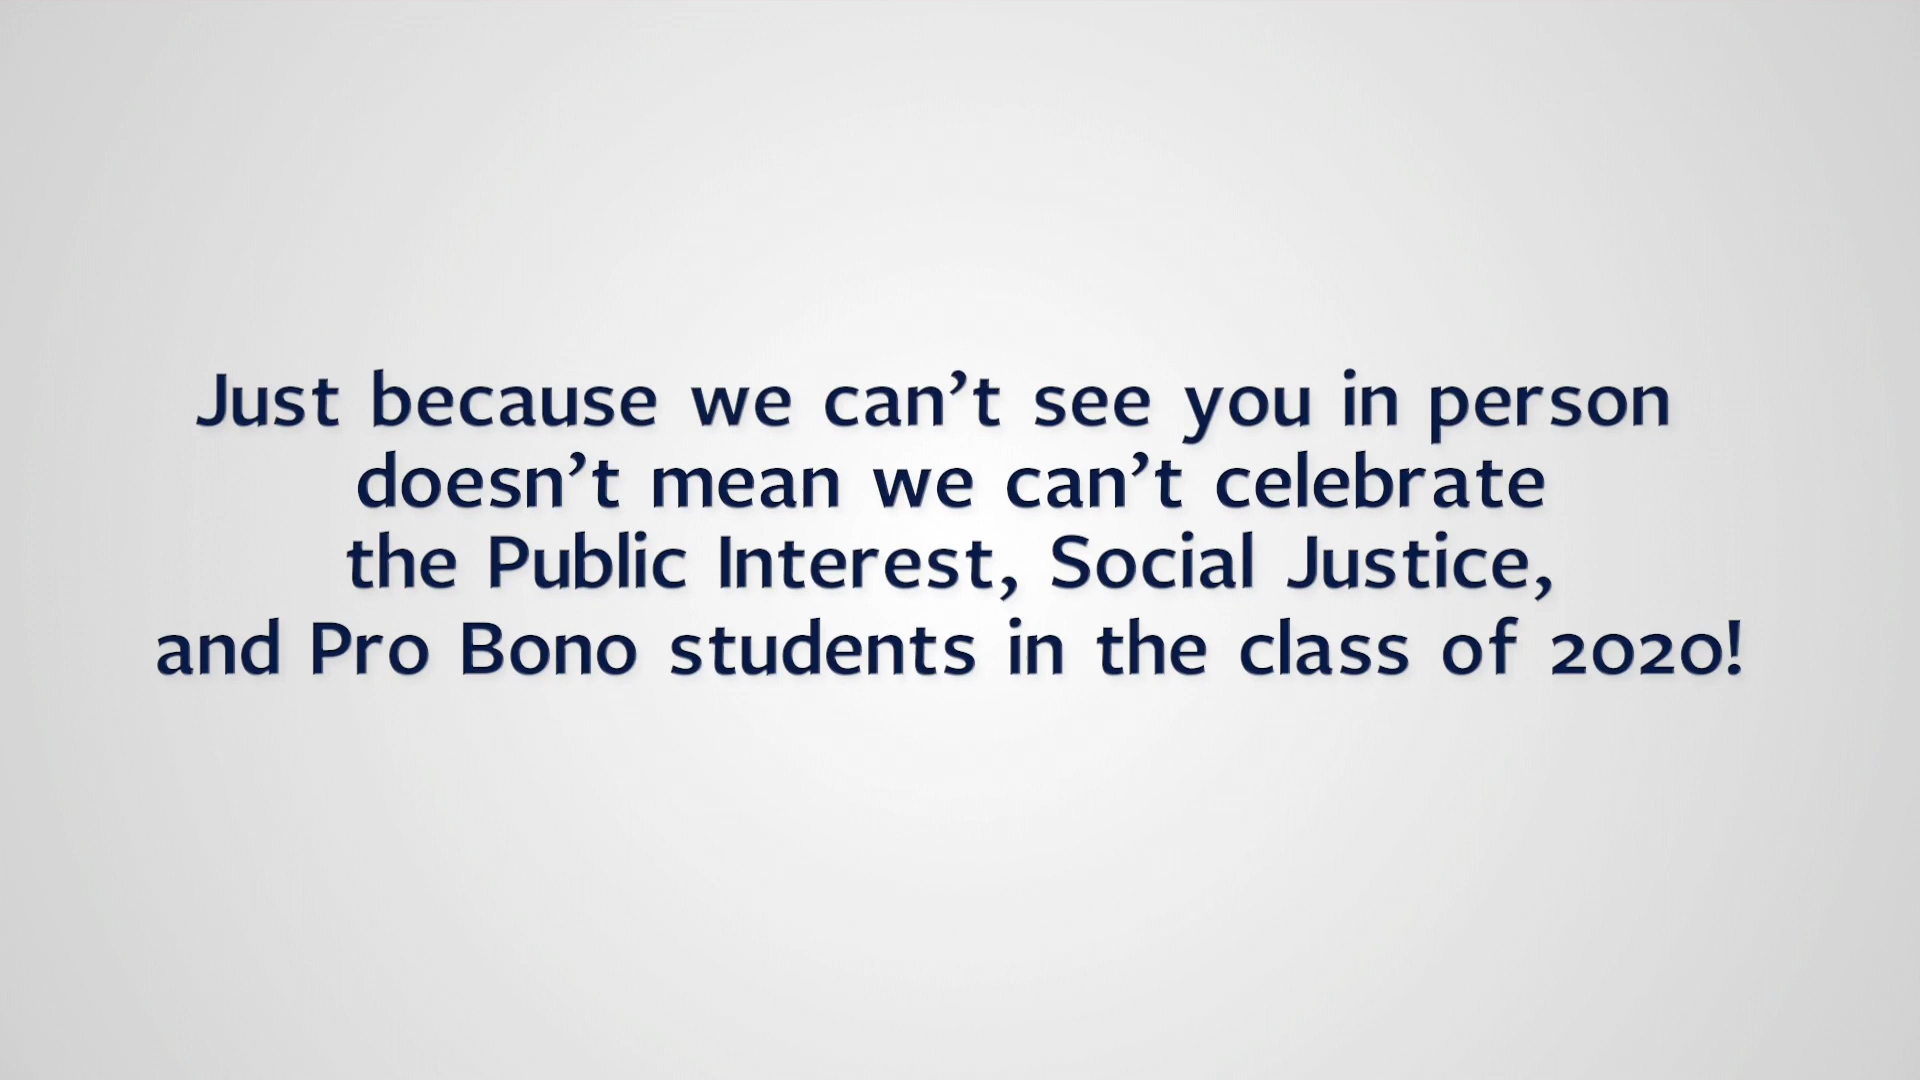 Just because we can’t see you in person
doesn’t mean we can’t celebrate
the Public Interest, Social Justice,
and Pro Bono students in the class of 2020!